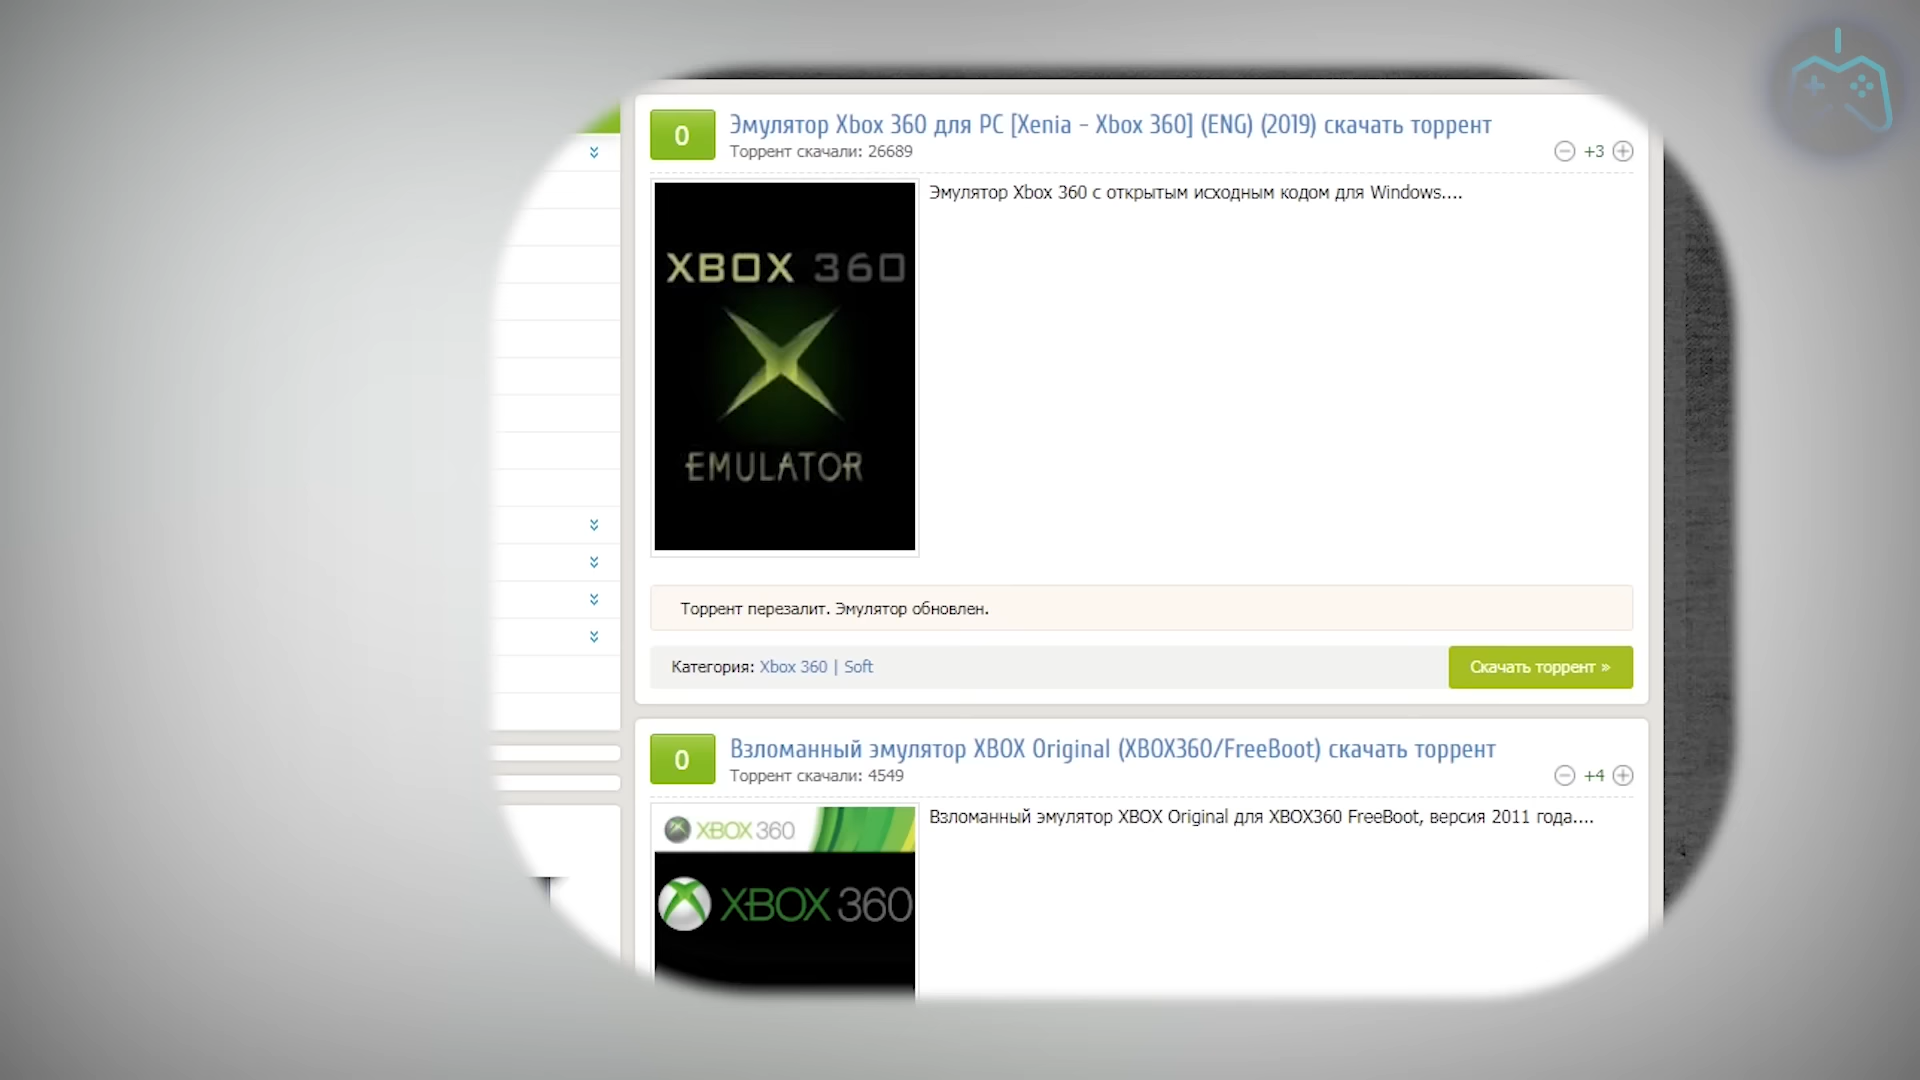 0
Эмулятор Xbox 360 для PC [Xenia - Xbox 360] (ENG) (2019) скачать торрент
Торрент скачали: 26689
+3
Эмулятор Xbox 360 с открытым исходным кодом для Windows....
XBOX 360
EMULATOR
Торрент перезалит. Эмулятор обновлен.
Категория: Xbox 360 | Soft
Скачать торрент »
0
Взломанный эмулятор XBOX Original (XBOX360/FreeBoot) скачать торрент
Торрент скачали: 4549
+4
Взломанный эмулятор XBOX Original для XBOX360 FreeBoot, версия 2011 года....
XBOX 360
XBOX 360